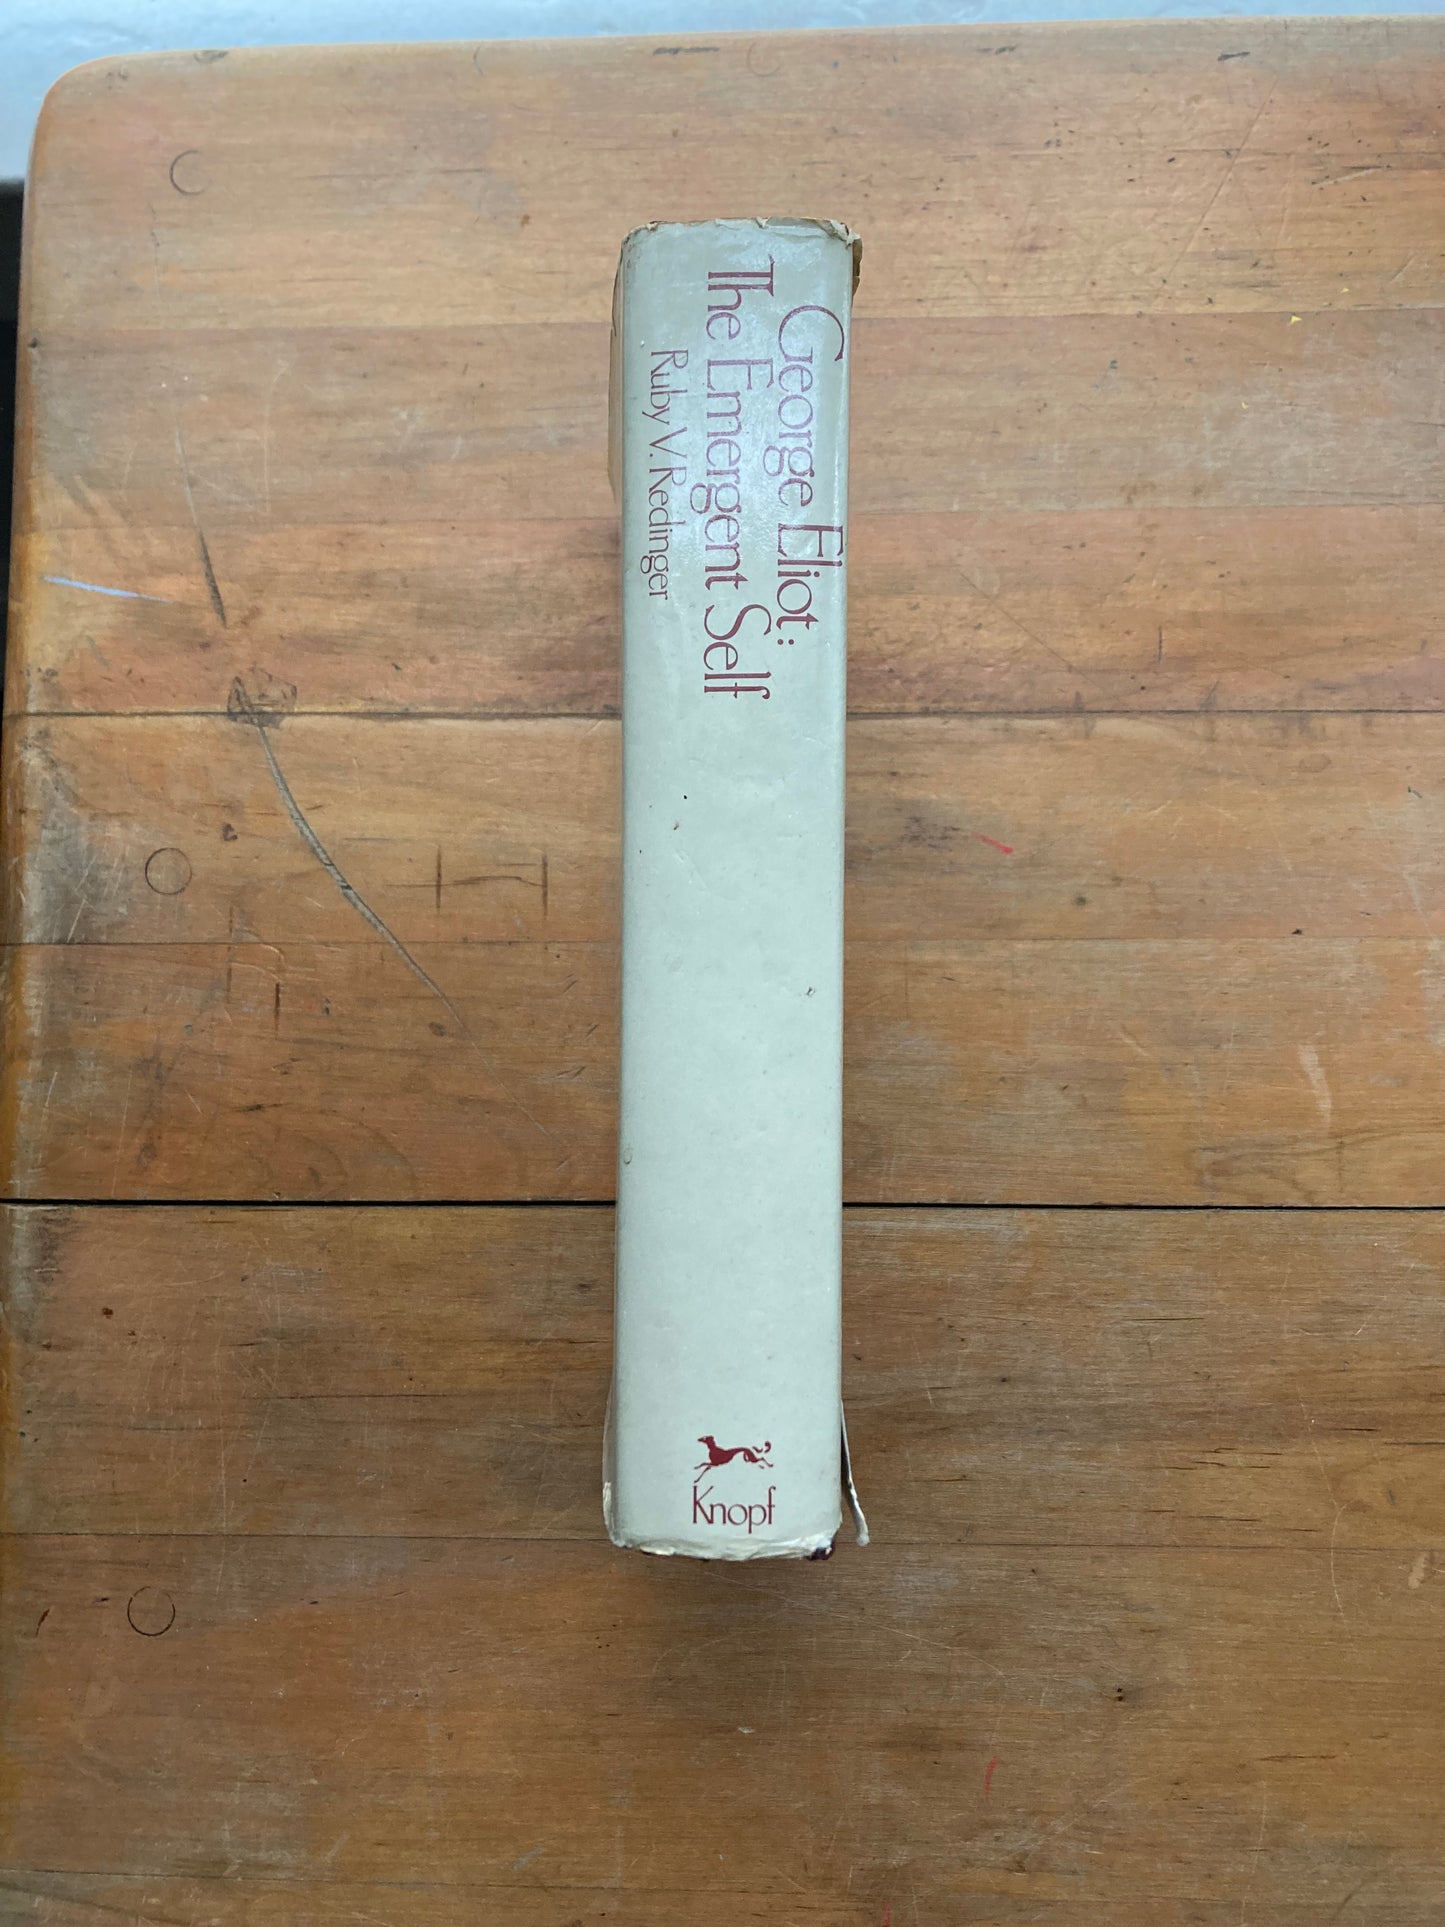 George Eliot:
The Emergent Self
Ruby V. Redinger
Knopf